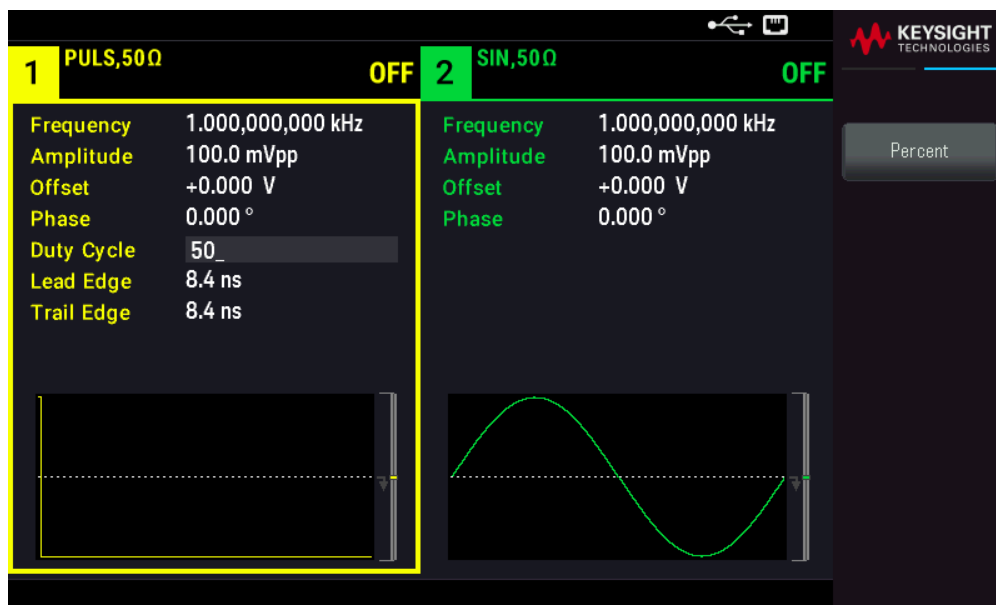 KEYSIGHT
TECHNOLOGIES
1 PULS,50Ω OFF
2 SIN,50Ω OFF
Frequency 1.000,000,000 kHz
Amplitude 100.0 mVpp
Offset +0.000 V
Phase 0.000 °
Duty Cycle 50_
Lead Edge 8.4 ns
Trail Edge 8.4 ns
Frequency 1.000,000,000 kHz
Amplitude 100.0 mVpp
Offset +0.000 V
Phase 0.000 °
Percent